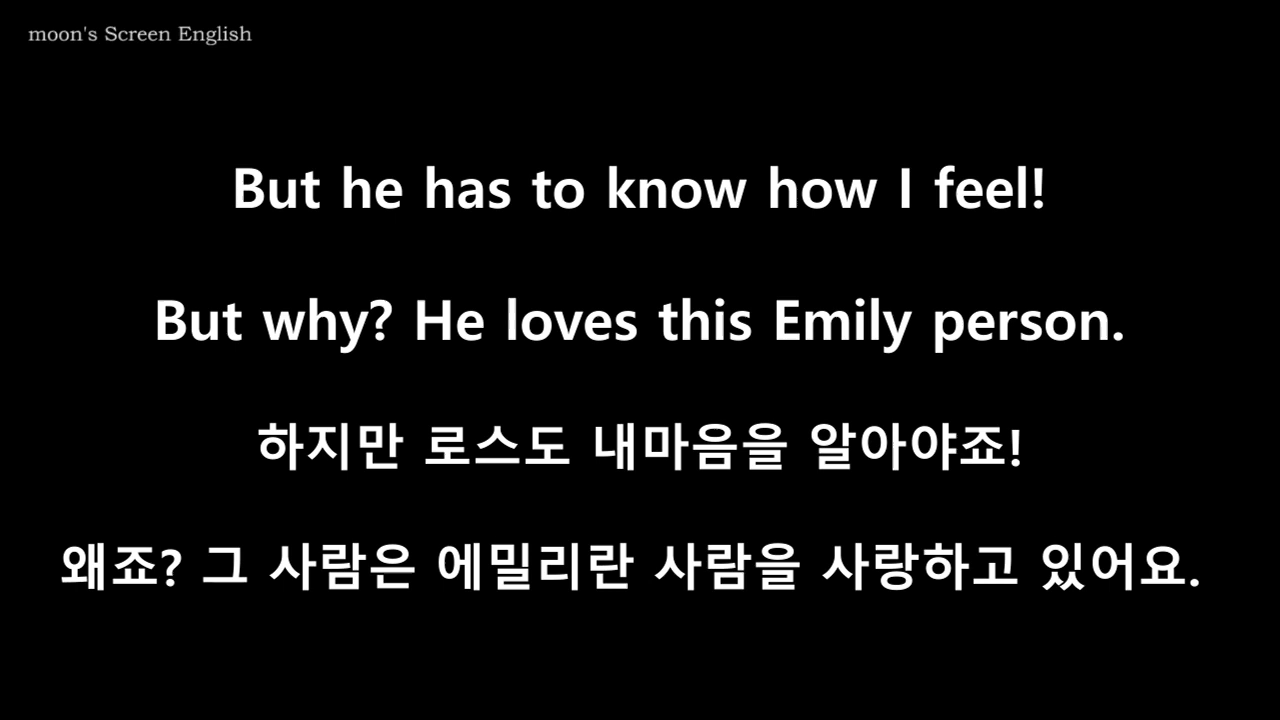 moon's Screen English
But he has to know how I feel!
But why? He loves this Emily person.
하지만 로스도 내마음을 알아야죠!
왜죠? 그 사람은 에밀리란 사람을 사랑하고 있어요.